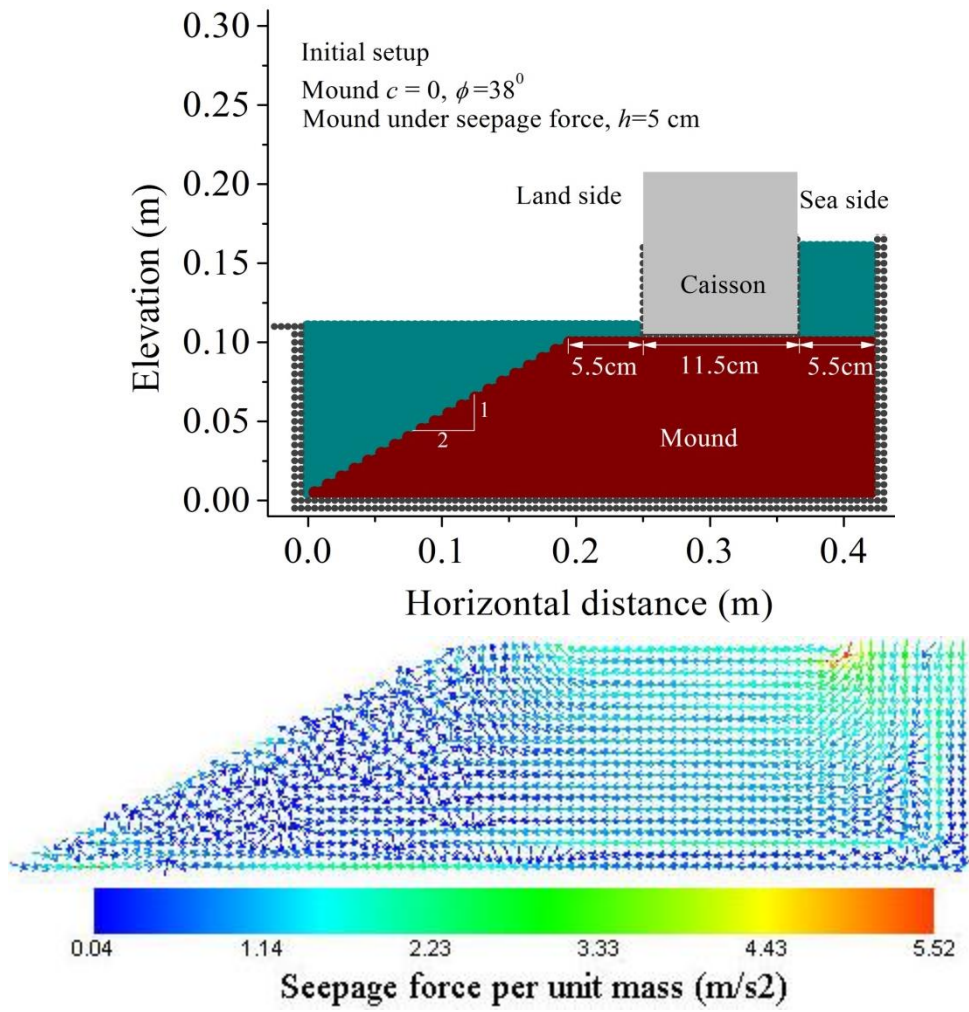 0.30
Initial setup
Mound c = 0, ϕ=38⁰
0.25
Mound under seepage force, h=5 cm
0.20
Land side
Sea side
Elevation (m)
0.15
Caisson
0.10
5.5cm
11.5cm
5.5cm
1
0.05
2
Mound
0.00
0.0 0.1 0.2 0.3 0.4
Horizontal distance (m)
0.04 1.14 2.23 3.33 4.43 5.52
Seepage force per unit mass (m/s2)